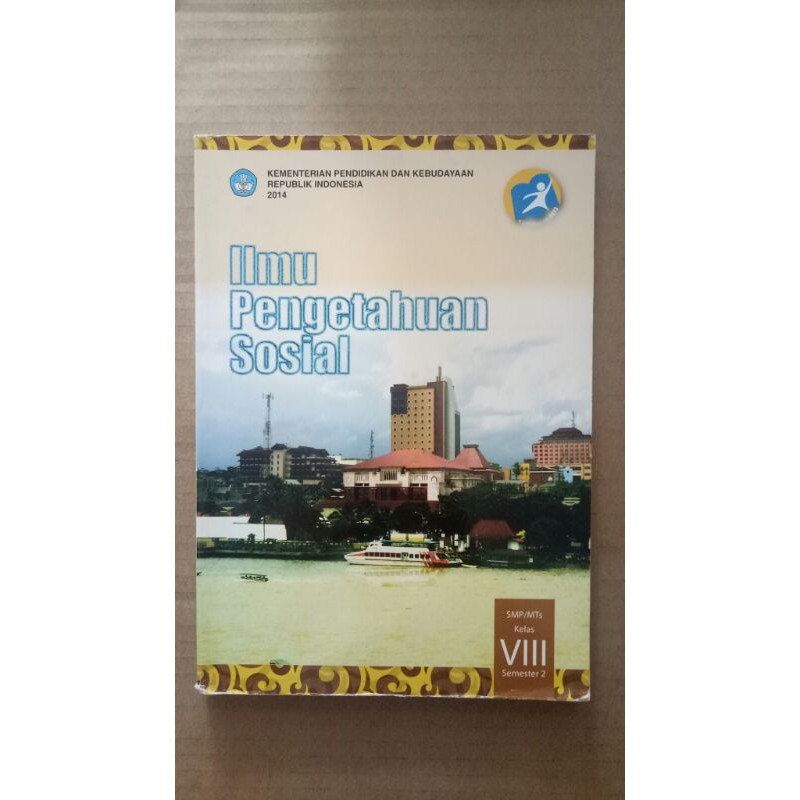 KEMENTERIAN PENDIDIKAN DAN KEBUDAYAAN
REPUBLIK INDONESIA
2014
Ilmu
Pengetahuan
Sosial
SMP/MTs
Kelas
VIII
Semester 2